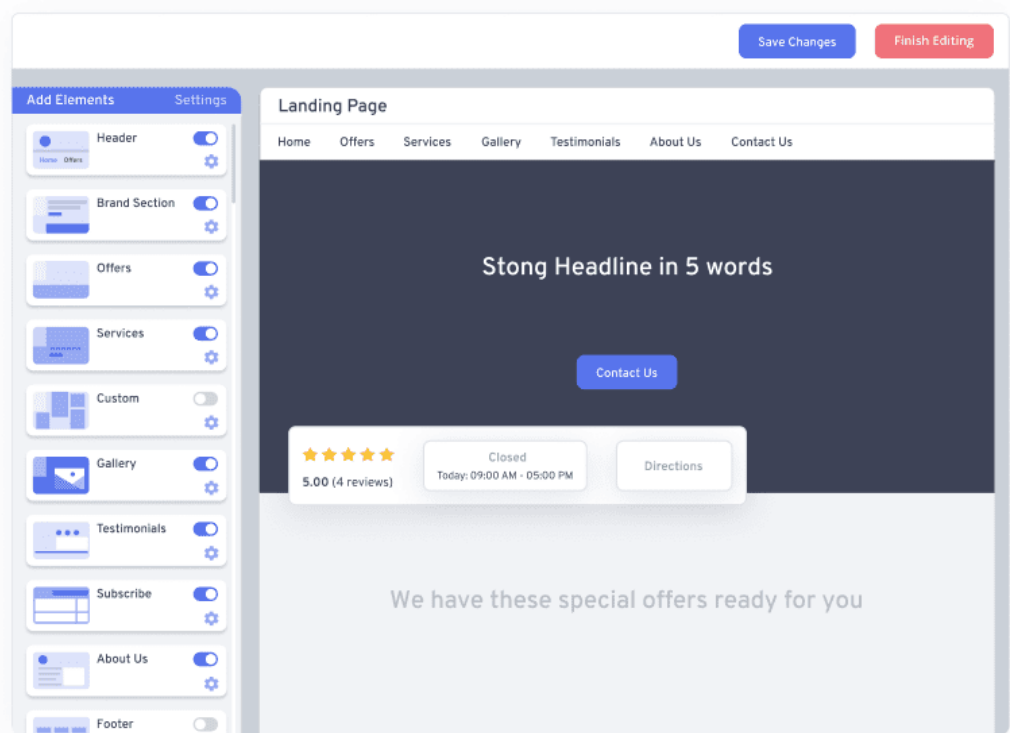 Save Changes
Finish Editing
Add Elements
Settings
Header
Home Offers
Brand Section
Offers
Services
Custom
Gallery
Testimonials
Subscribe
About Us
Footer
Landing Page
Home Offers Services Gallery Testimonials About Us Contact Us
Stong Headline in 5 words
Contact Us
5.00 (4 reviews)
Closed
Today: 09:00 AM - 05:00 PM
Directions
We have these special offers ready for you